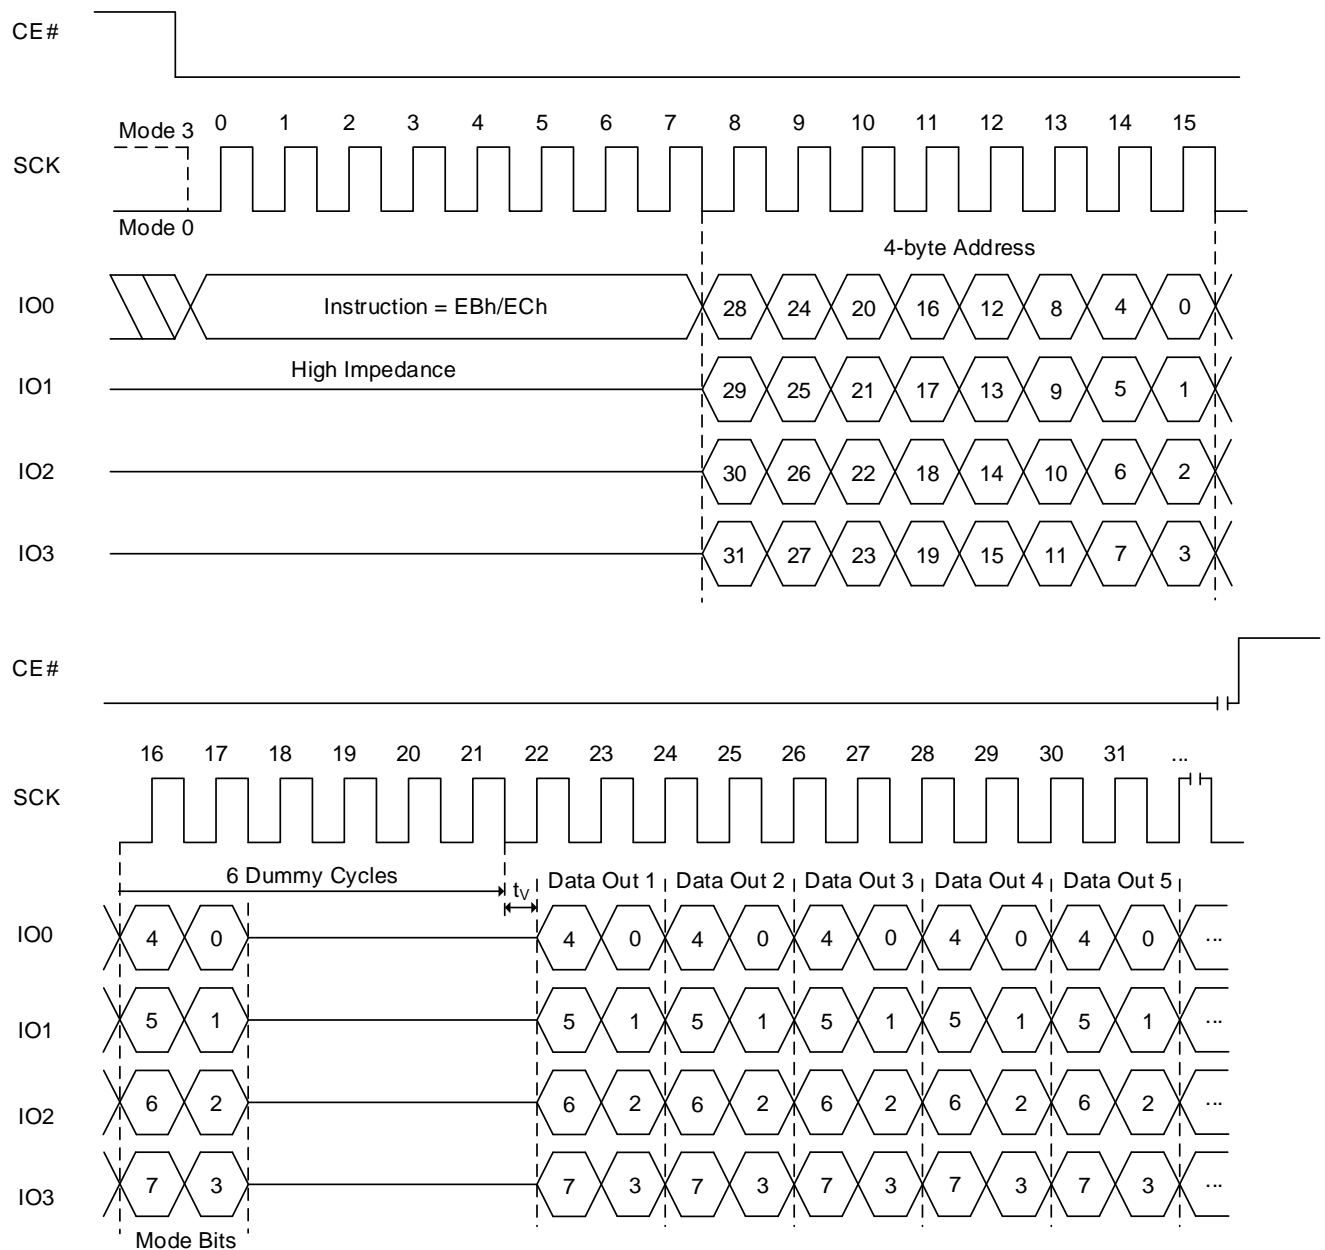 CE#
Mode 3 0 1 2 3 4 5 6 7 8 9 10 11 12 13 14 15
SCK
Mode 0
4-byte Address
IO0 Instruction = EBh/ECh 28 24 20 16 12 8 4 0
High Impedance
IO1 29 25 21 17 13 9 5 1
IO2 30 26 22 18 14 10 6 2
IO3 31 27 23 19 15 11 7 3
CE#
16 17 18 19 20 21 22 23 24 25 26 27 28 29 30 31 ...
SCK
6 Dummy Cycles tV Data Out 1 Data Out 2 Data Out 3 Data Out 4 Data Out 5
IO0 4 0 4 0 4 0 4 0 4 0 4 0 ...
IO1 5 1 5 1 5 1 5 1 5 1 5 1 ...
IO2 6 2 6 2 6 2 6 2 6 2 6 2 ...
IO3 7 3 7 3 7 3 7 3 7 3 7 3 ...
Mode Bits